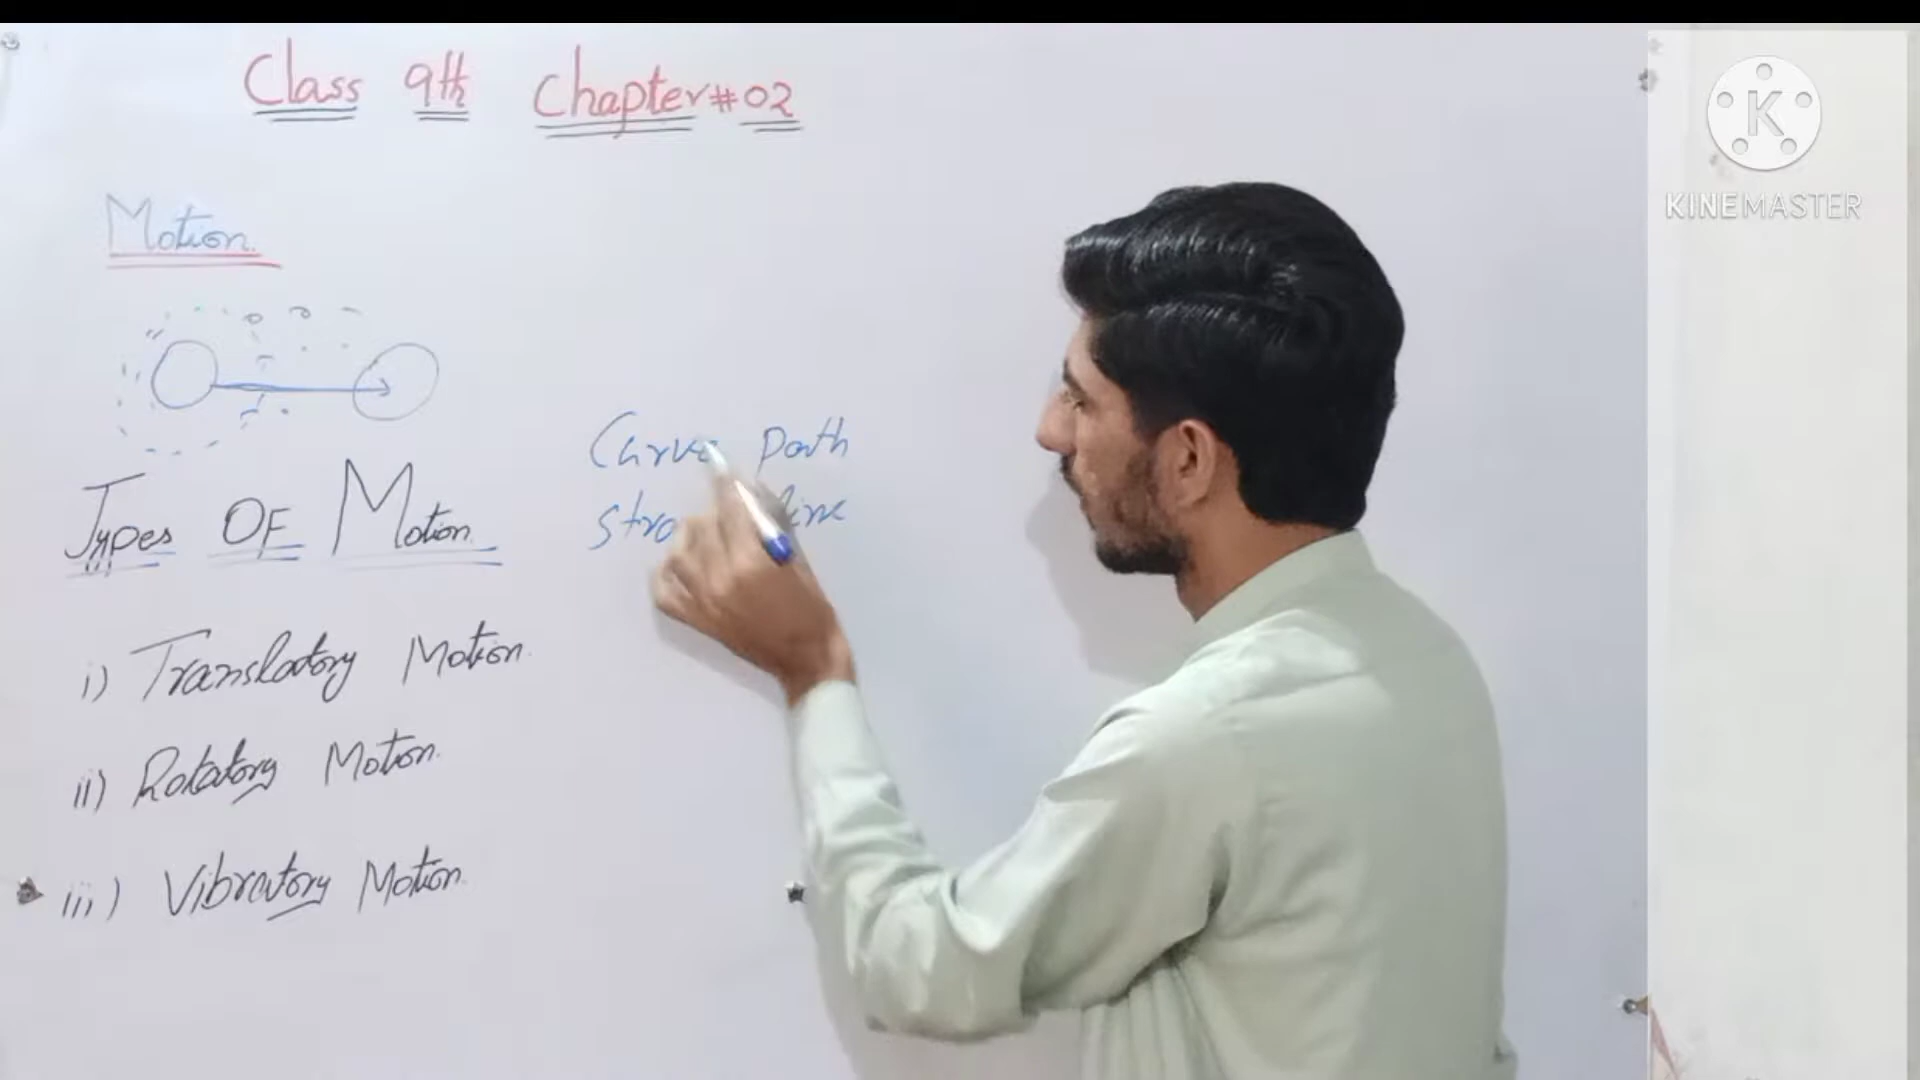 Class 9th Chapter #02
Motion.
Curve path
line
Types OF Motion.
i) Translatory Motion.
ii) Rotatory Motion.
iii) Vibratory Motion.
K
KINEMASTER